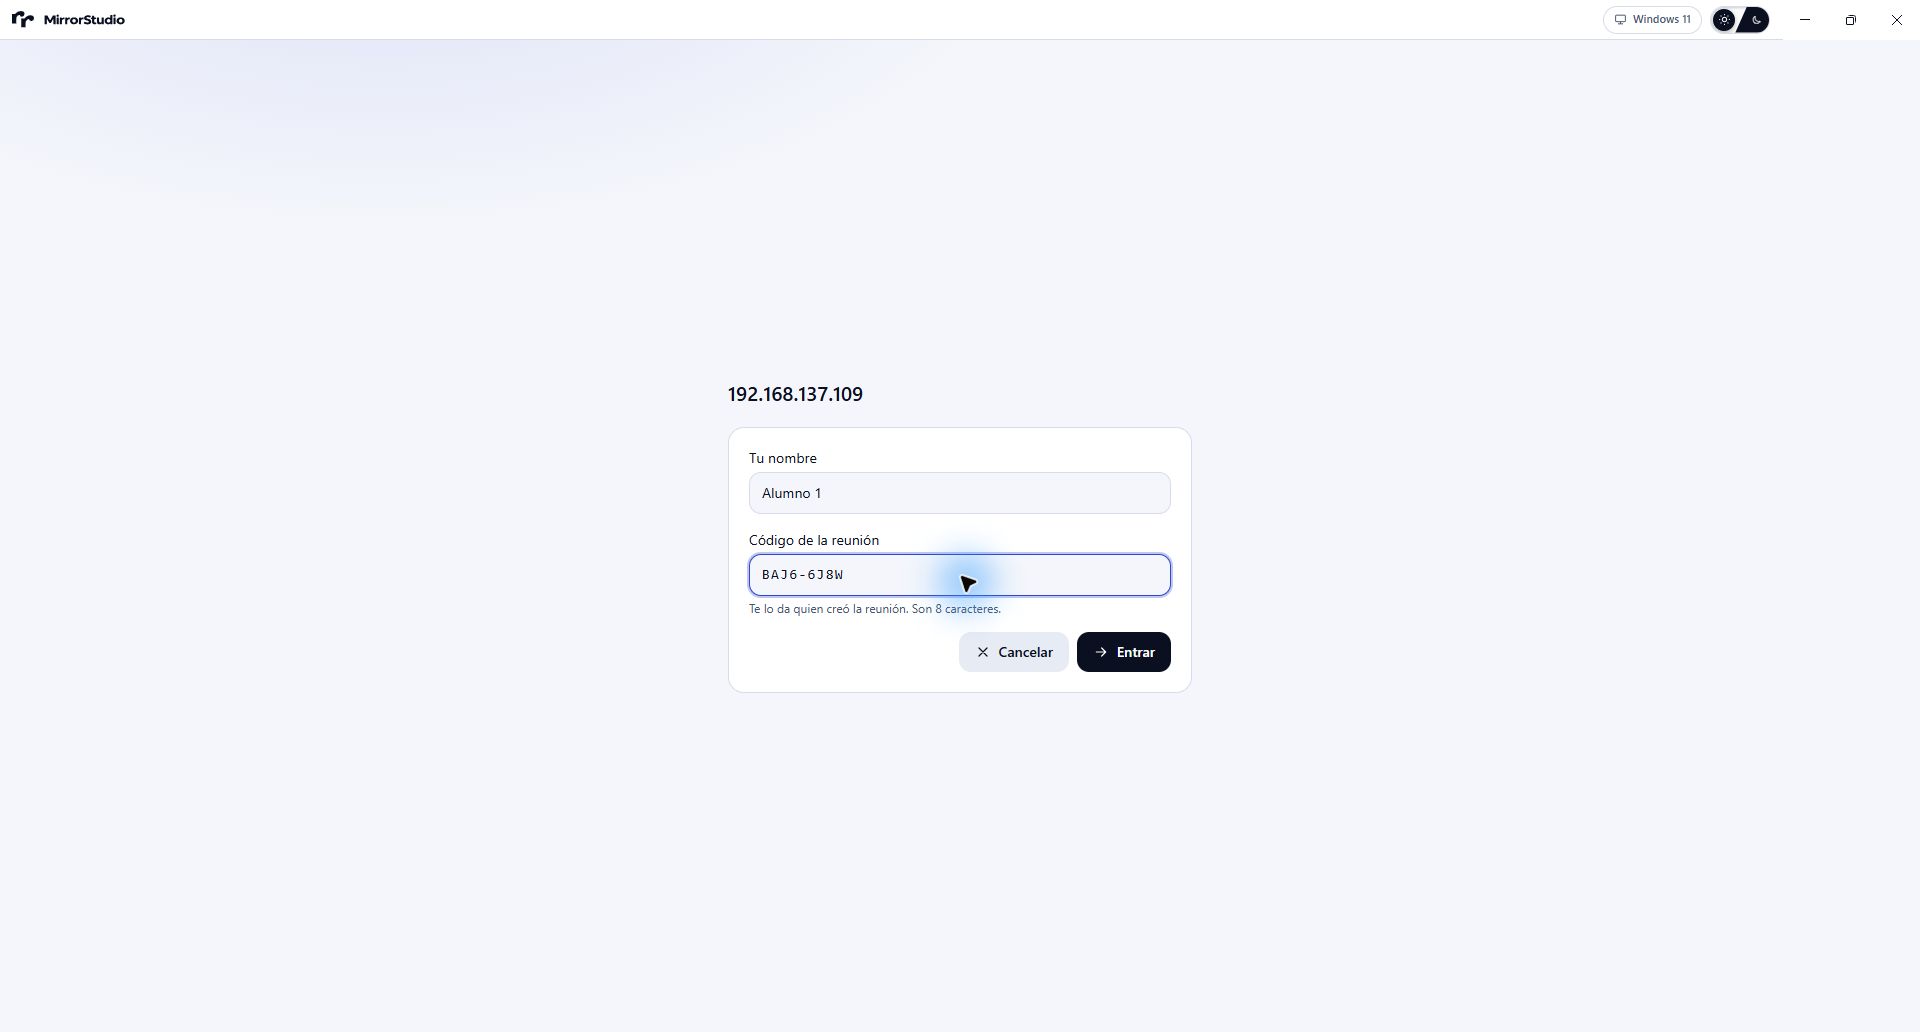 MirrorStudio
Windows 11
192.168.137.109
Tu nombre
Alumno 1
Código de la reunión
BAJ6-6J8W
Te lo da quien creó la reunión. Son 8 caracteres.
Cancelar
Entrar